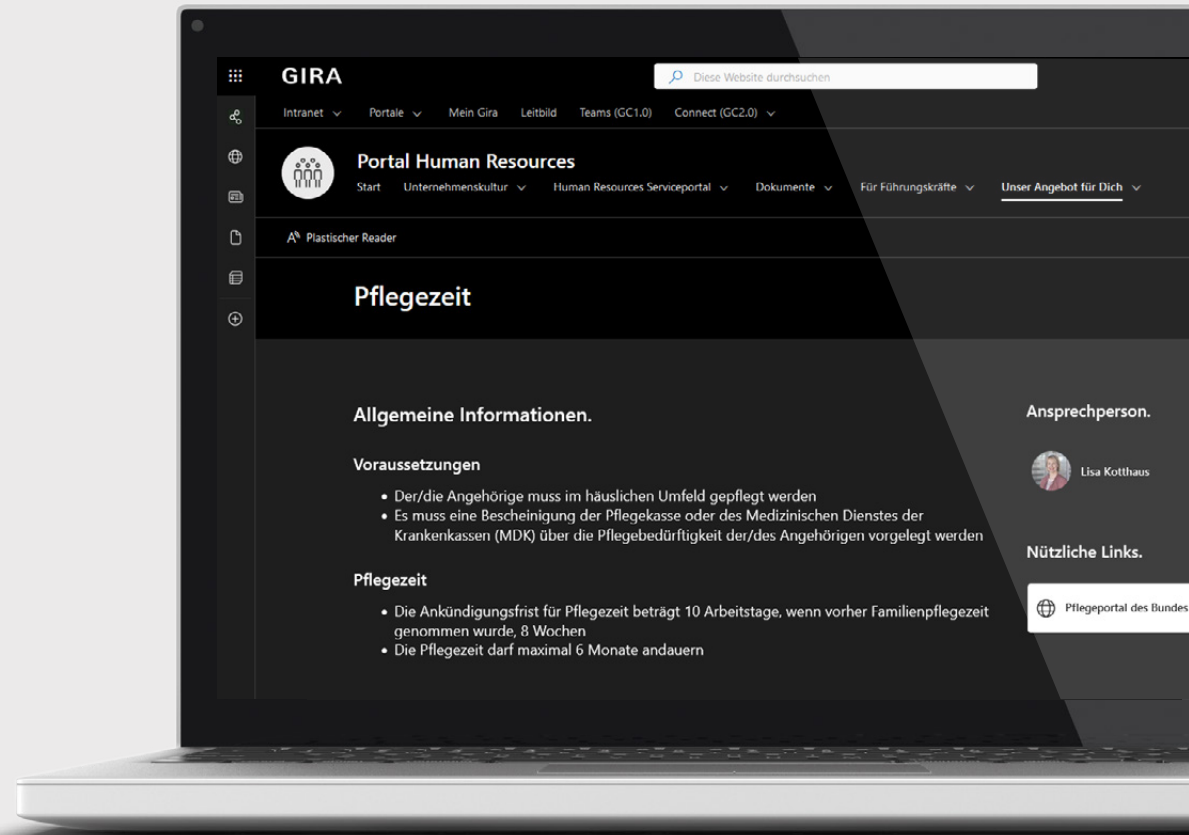 GIRA
Diese Website durchsuchen
Intranet Portale Mein Gira Leitbild Teams (GC1.0) Connect (GC2.0)
Portal Human Resources
Start Unternehmenskultur Human Resources Serviceportal Dokumente Für Führungskräfte Unser Angebot für Dich
Plastischer Reader
Pflegezeit
Allgemeine Informationen.
Voraussetzungen
• Der/die Angehörige muss im häuslichen Umfeld gepflegt werden
• Es muss eine Bescheinigung der Pflegekasse oder des Medizinischen Dienstes der
Krankenkassen (MDK) über die Pflegebedürftigkeit der/des Angehörigen vorgelegt werden
Pflegezeit
• Die Ankündigungsfrist für Pflegezeit beträgt 10 Arbeitstage, wenn vorher Familienpflegezeit
genommen wurde, 8 Wochen
• Die Pflegezeit darf maximal 6 Monate andauern
Ansprechperson.
Lisa Kotthaus
Nützliche Links.
Pflegeportal des Bundes